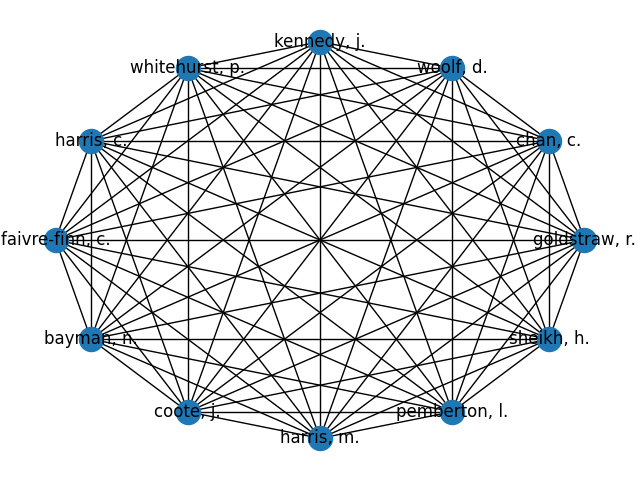 kennedy, j.
whitehurst, p.
woolf, d.
harris, c.
chan, c.
faivre-finn, c.
goldstraw, r.
bayman, n.
sheikh, h.
coote, j.
pemberton, l.
harris, m.